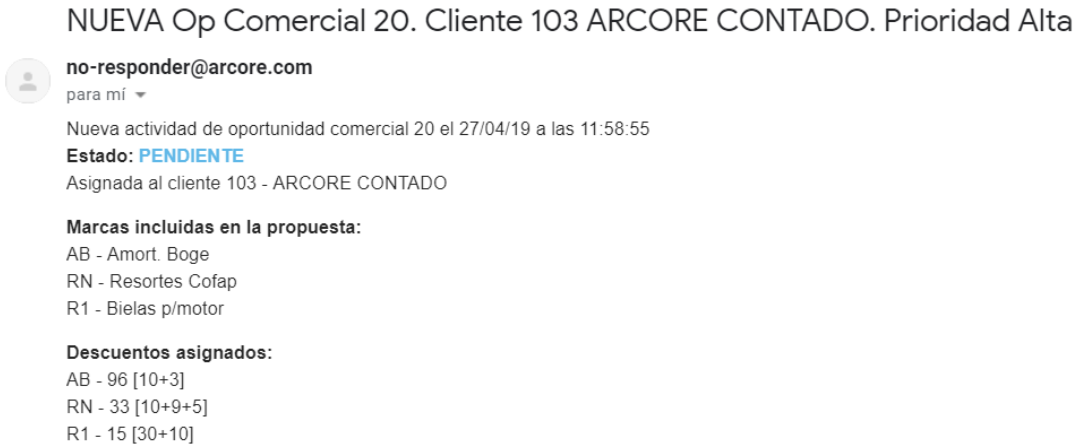 NUEVA Op Comercial 20. Cliente 103 ARCORE CONTADO. Prioridad Alta
no-responder@arcore.com
para mí
Nueva actividad de oportunidad comercial 20 el 27/04/19 a las 11:58:55
Estado: PENDIENTE
Asignada al cliente 103 - ARCORE CONTADO
Marcas incluidas en la propuesta:
AB - Amort. Boge
RN - Resortes Cofap
R1 - Bielas p/motor
Descuentos asignados:
AB - 96 [10+3]
RN - 33 [10+9+5]
R1 - 15 [30+10]